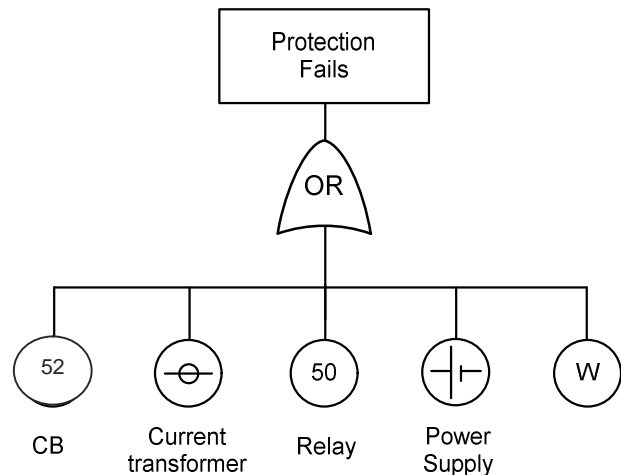 Protection
Fails
OR
52
50
W
CB
Current
transformer
Relay
Power
Supply